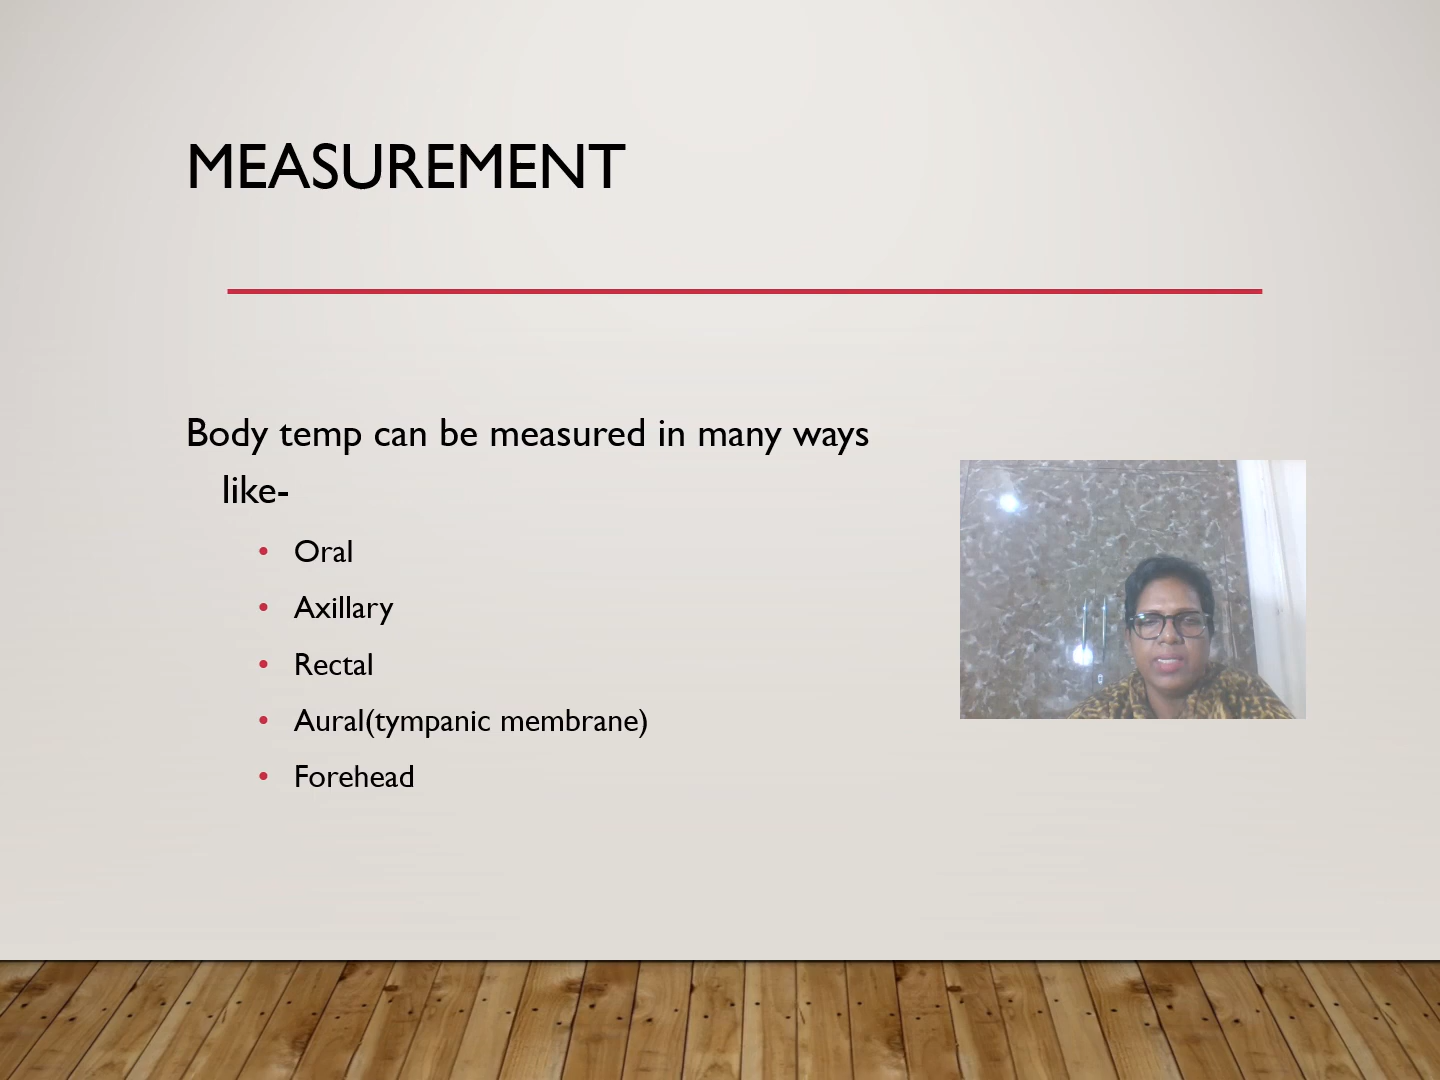 MEASUREMENT
Body temp can be measured in many ways
like-
• Oral
• Axillary
• Rectal
• Aural(tympanic membrane)
• Forehead